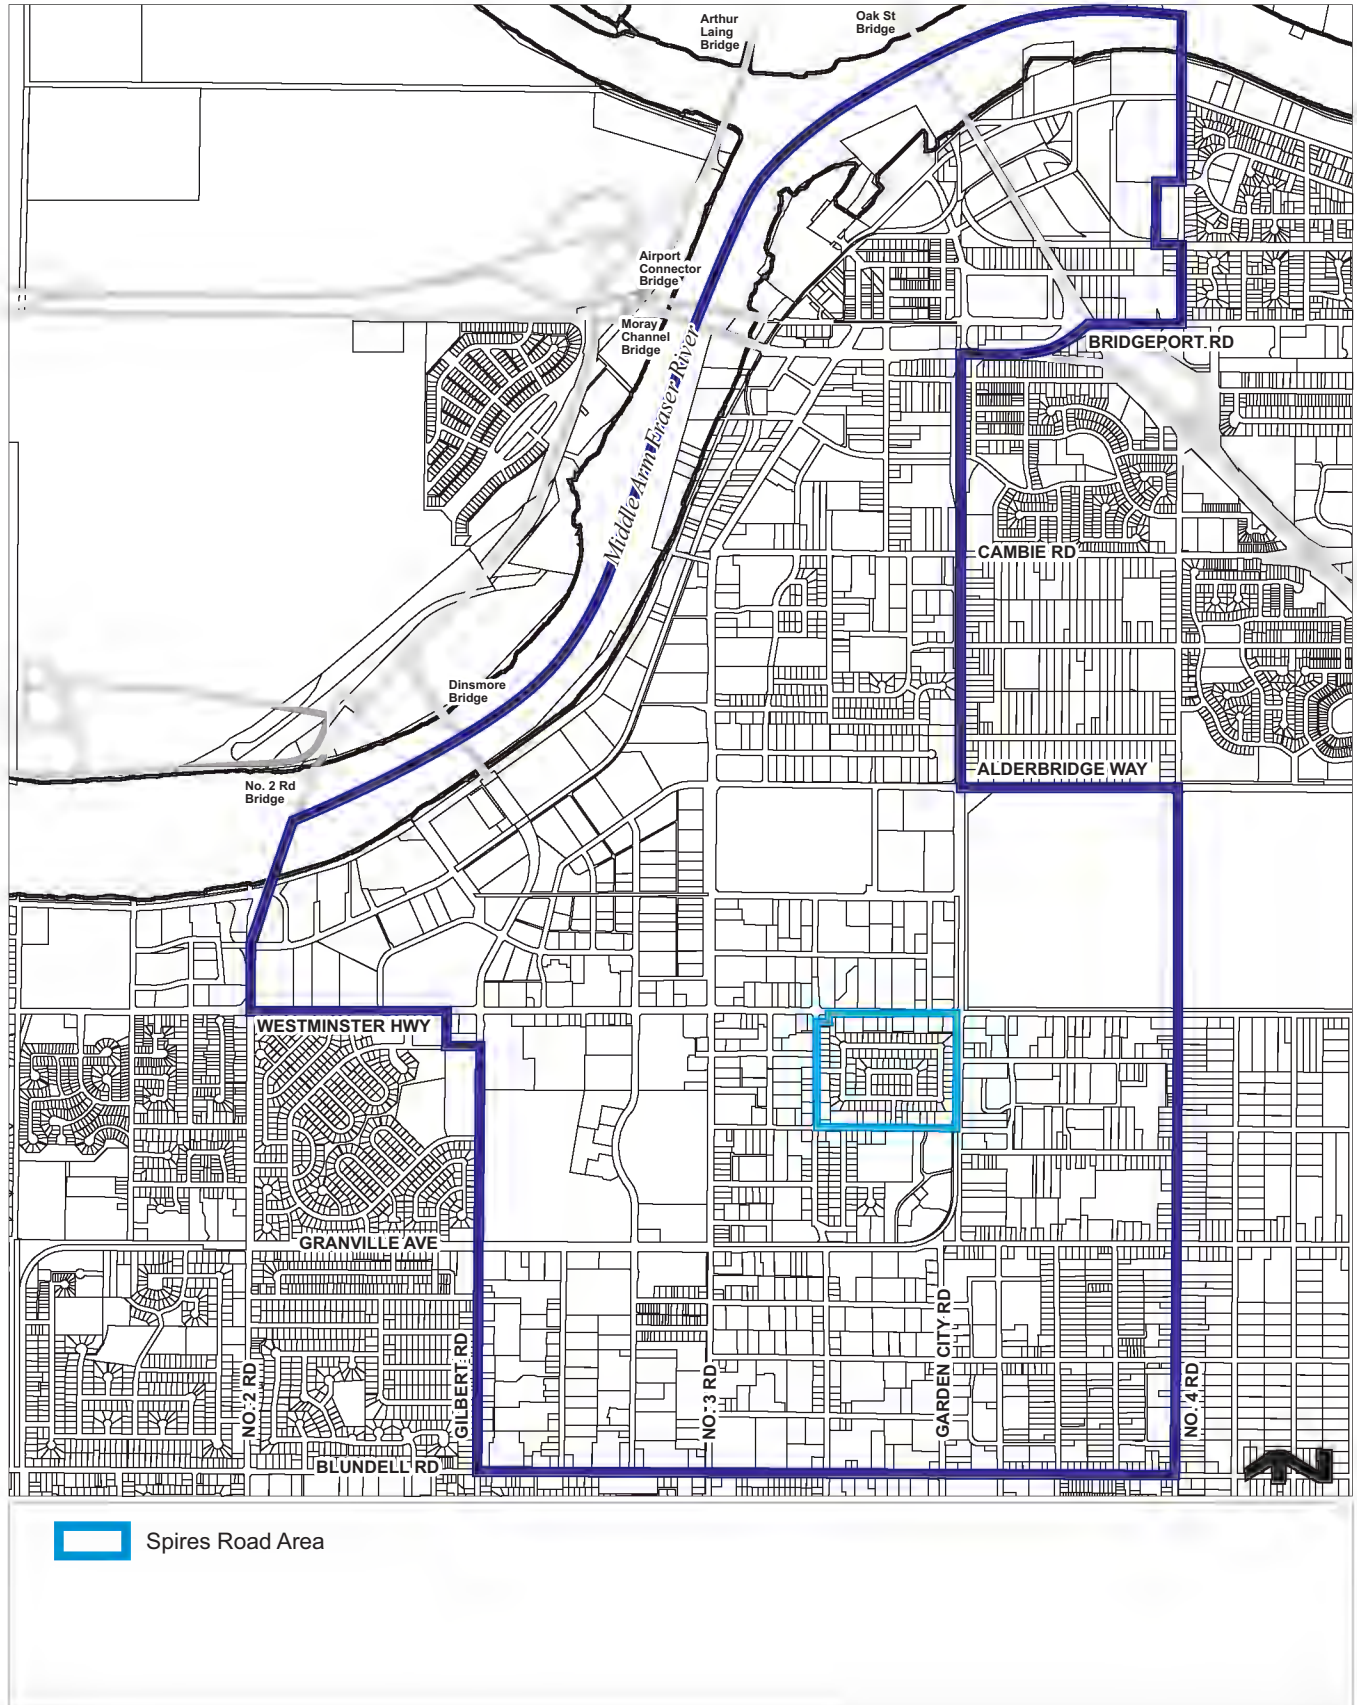 Arthur
Laing
Bridge
Oak St
Bridge
Airport
Connector
Bridge
Moray
Channel
Bridge
BRIDGEPORT RD
Middle Arm Fraser River
CAMBIE RD
Dinsmore
Bridge
ALDERBRIDGE WAY
No. 2 Rd
Bridge
WESTMINSTER HWY
GRANVILLE AVE
NO. 2 RD
GILBERT RD
NO. 3 RD
GARDEN CITY RD
NO. 4 RD
BLUNDELL RD
Spires Road Area